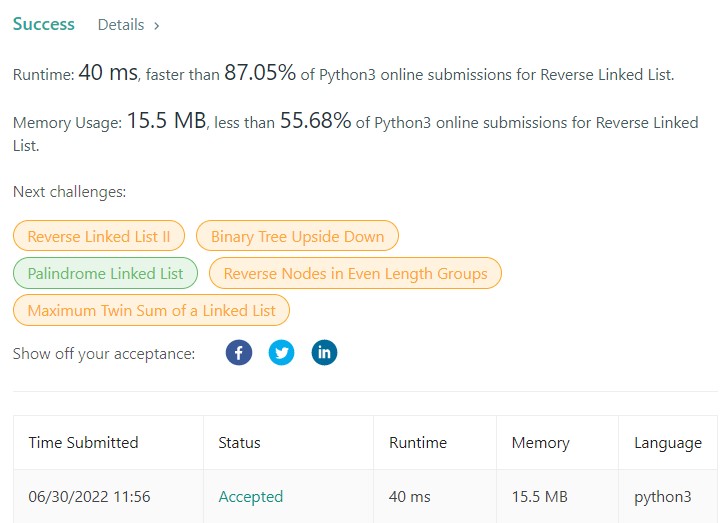 Success Details >
Runtime: 40 ms, faster than 87.05% of Python3 online submissions for Reverse Linked List.
Memory Usage: 15.5 MB, less than 55.68% of Python3 online submissions for Reverse Linked
List.
Next challenges:
Reverse Linked List II Binary Tree Upside Down
Palindrome Linked List Reverse Nodes in Even Length Groups
Maximum Twin Sum of a Linked List
Show off your acceptance: f in
Time Submitted Status Runtime Memory Language
06/30/2022 11:56 Accepted 40 ms 15.5 MB python3